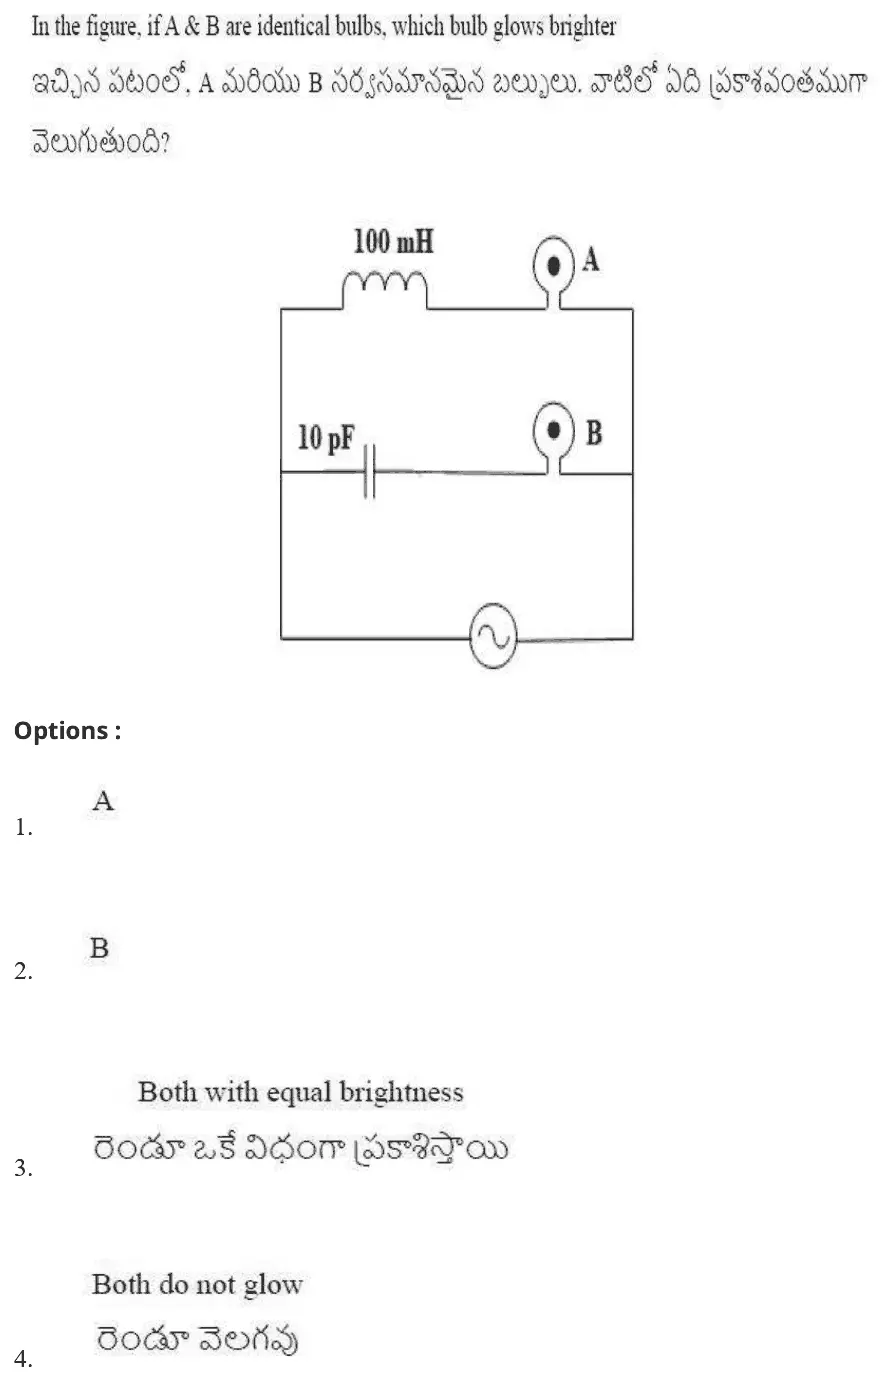 In the figure, if A & B are identical bulbs, which bulb glows brighter
ఇచ్చిన పటంలో, A మరియు B సర్వసమానమైన బల్బులు. వాటిలో ఏది ప్రకాశవంతముగా
వెలుగుతుంది?
100 mH
A
10 pF
B
Options :
A
1.
B
2.
Both with equal brightness
రెండూ ఒకే విధంగా ప్రకాశిస్తాయి
3.
Both do not glow
రెండూ వెలగవు
4.